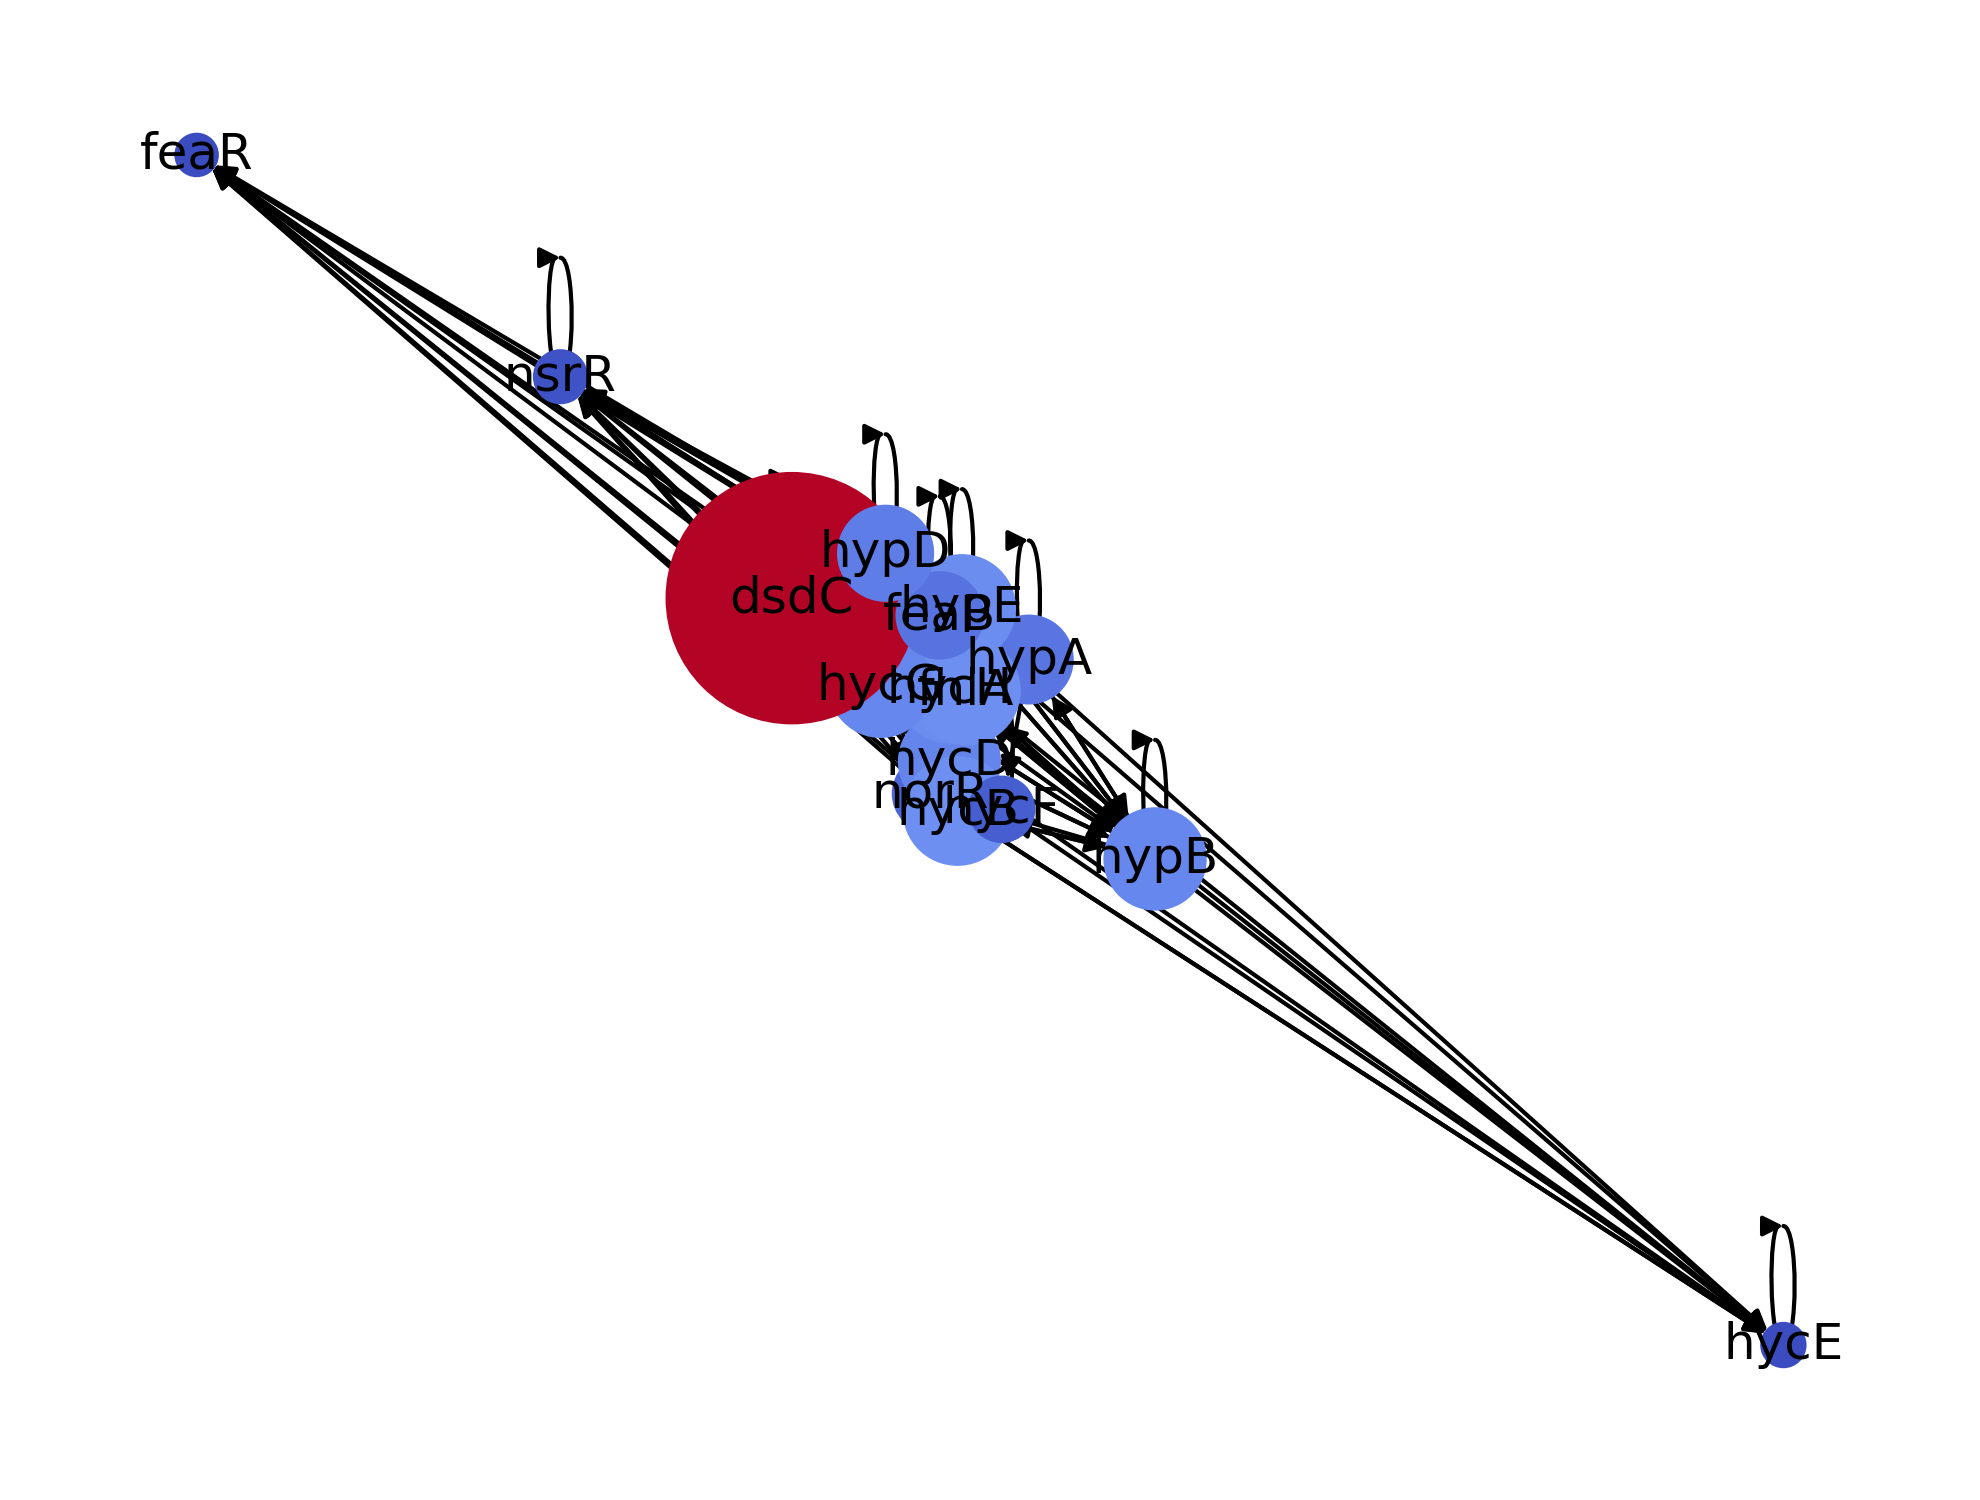 feaR
nsrR
hypD
dsdC
hypE
feaB
hypA
hycG
fhlA
hycD
norR
hycB
hycF
hypB
hycE